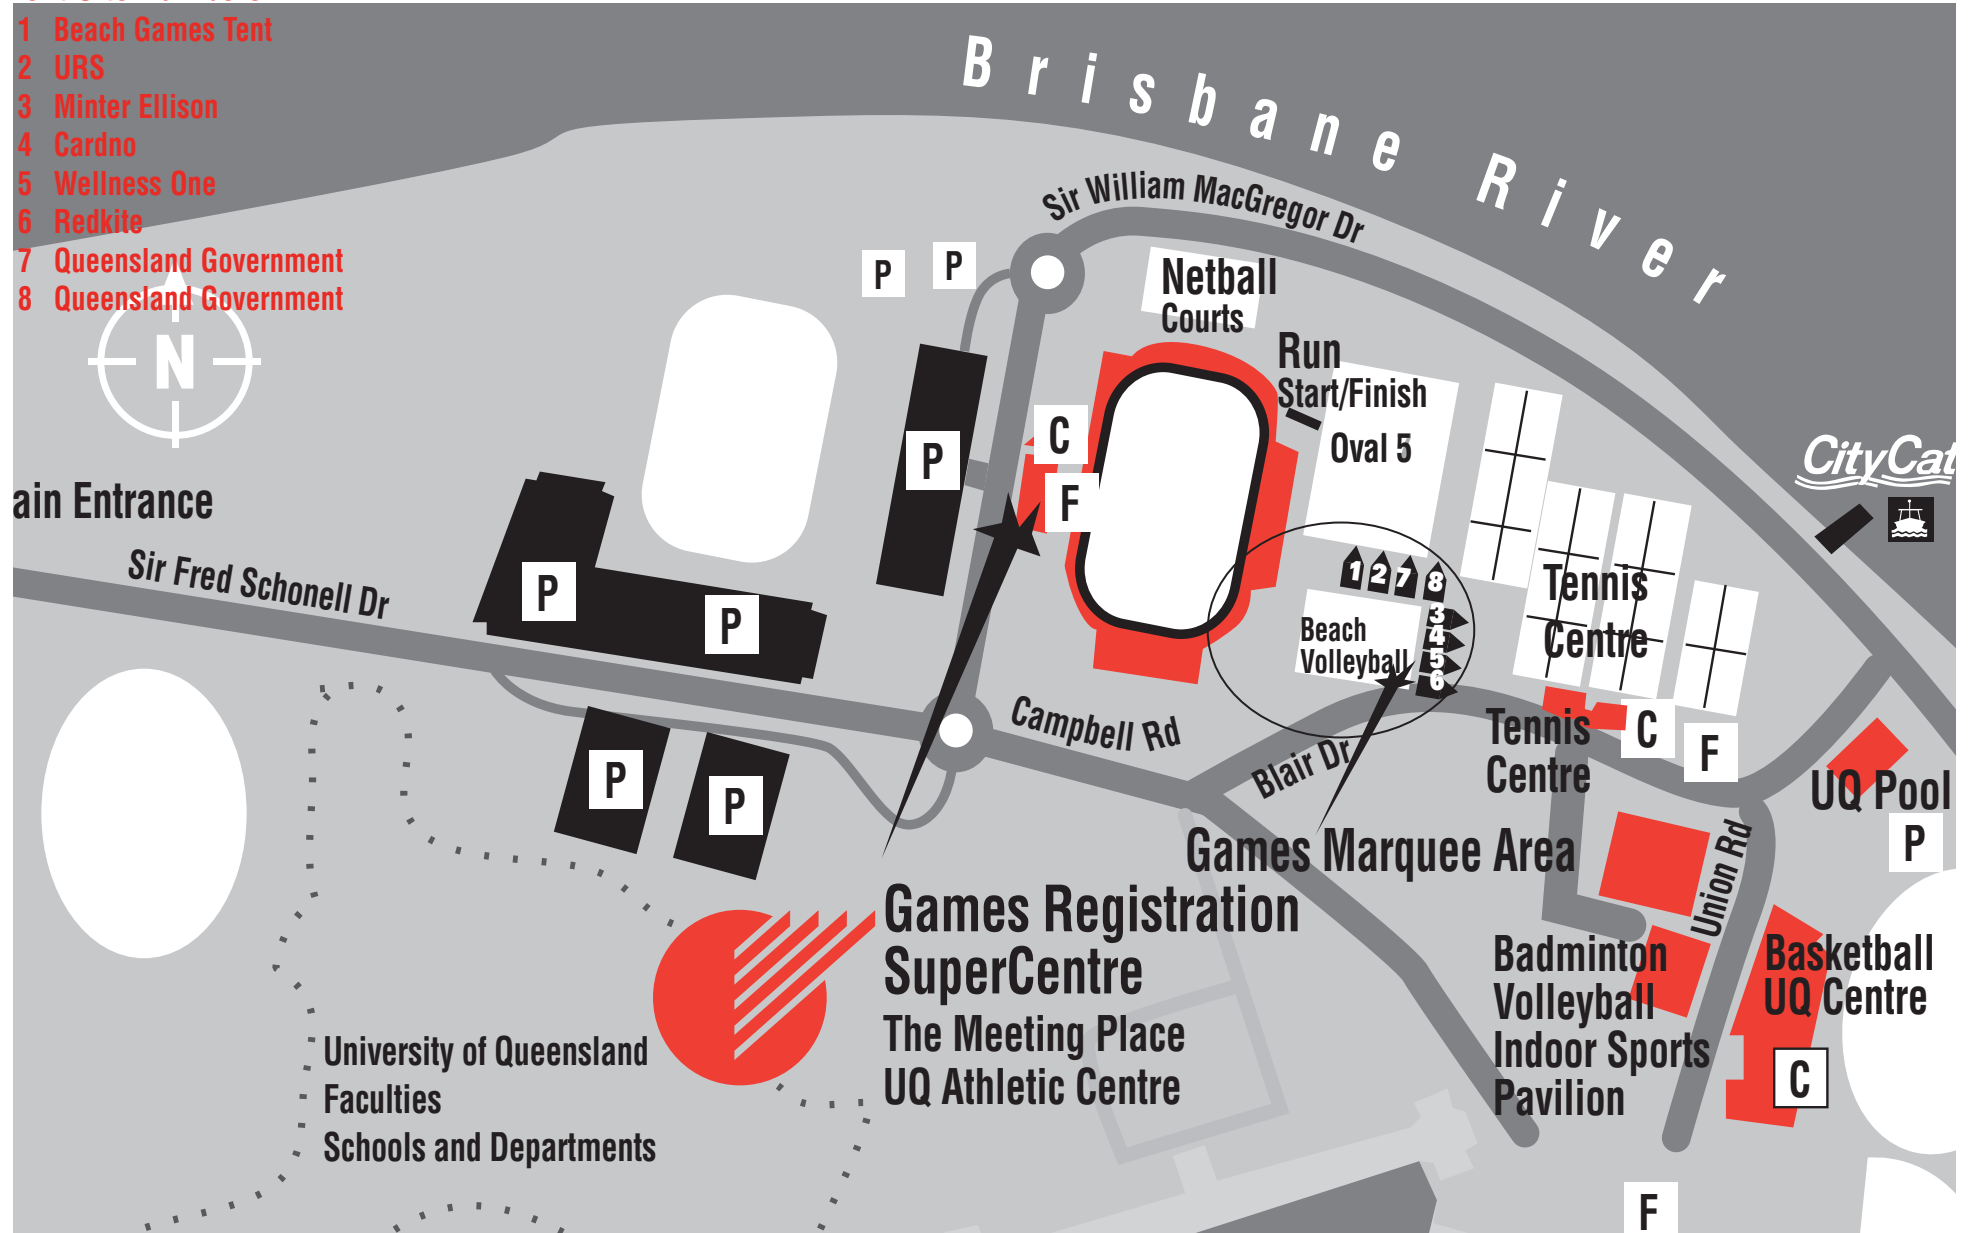 1 Beach Games Tent
2 URS
3 Minter Ellison
4 Cardno
5 Wellness One
6 Redkite
7 Queensland Government
8 Queensland Government
N
Brisbane River
Sir William MacGregor Dr
P
P
Netball
Courts
Run
Start/Finish
Oval 5
C
P
F
CityCat
ain Entrance
Sir Fred Schonell Dr
P
P
1 2 7 8
3
4
5
6
Beach
Volleyball
Tennis
Centre
Campbell Rd
Blair Dr
Tennis
Centre
C
F
P
P
UQ Pool
P
Games Marquee Area
Union Rd
Games Registration
SuperCentre
The Meeting Place
UQ Athletic Centre
Badminton
Volleyball
Indoor Sports
Pavilion
Basketball
UQ Centre
C
University of Queensland
Faculties
Schools and Departments
F